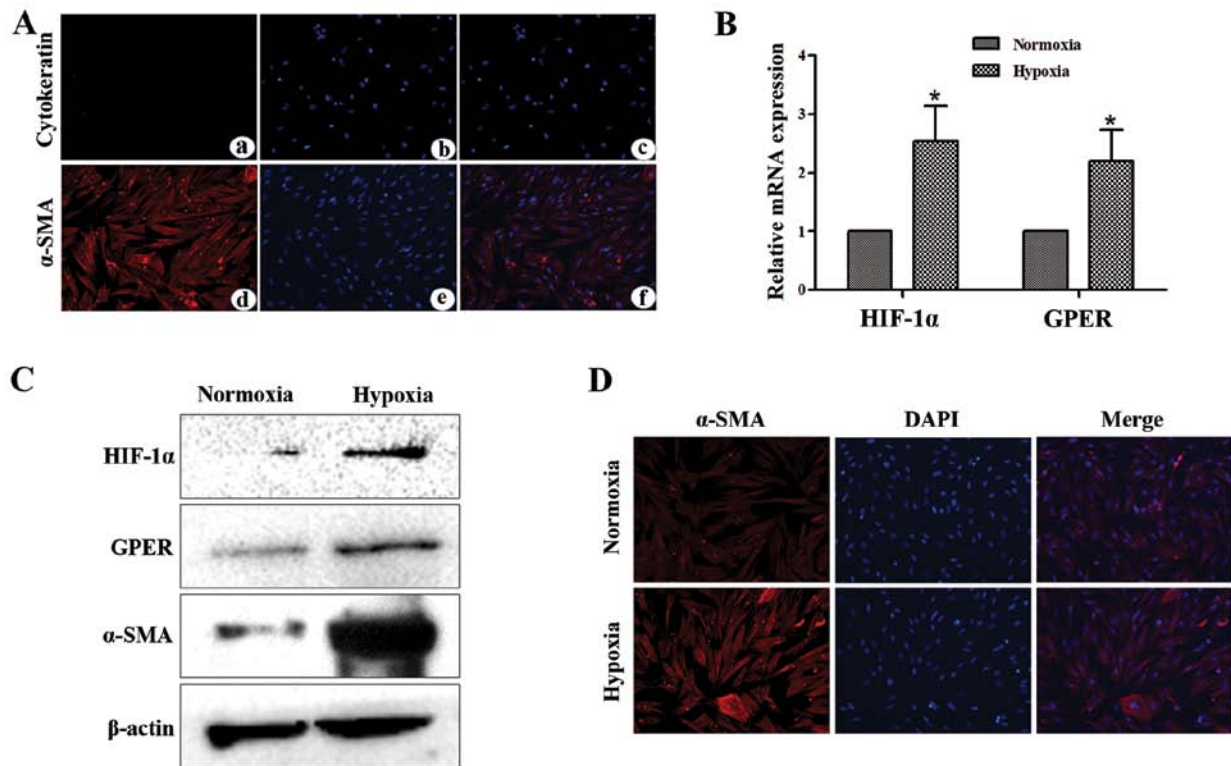 A
Cytokeratin
a
b
c
α-SMA
d
e
f
B
Relative mRNA expression
4
3
2
1
0
Normoxia
Hypoxia
*
*
HIF-1α
GPER
C
Normoxia Hypoxia
HIF-1α
GPER
α-SMA
β-actin
D
α-SMA DAPI Merge
Normoxia
Hypoxia